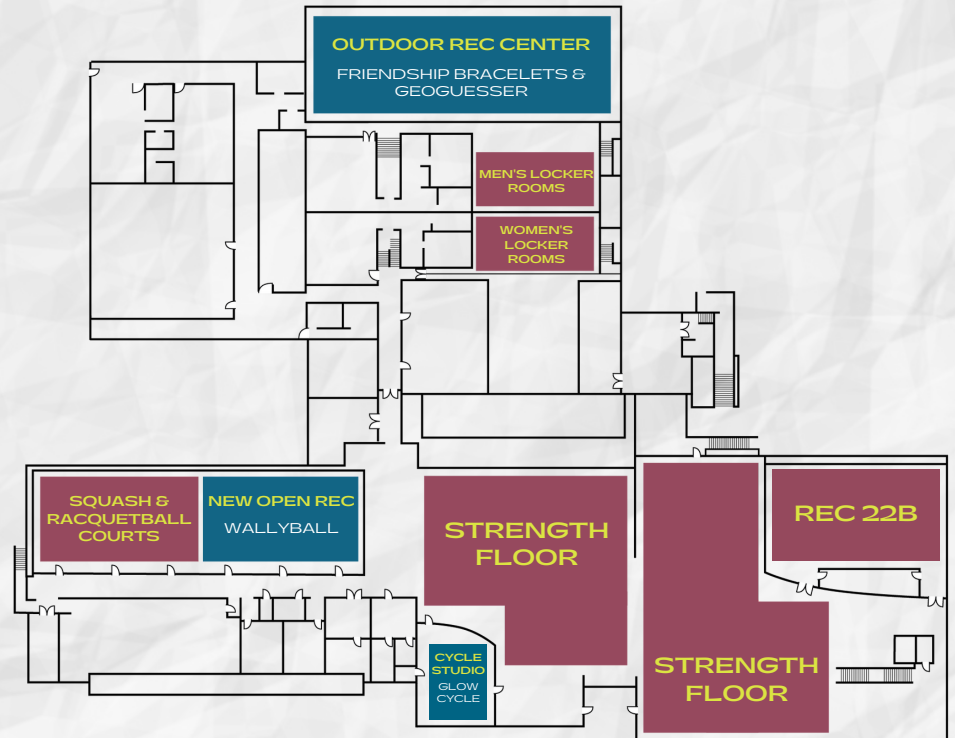 OUTDOOR REC CENTER
FRIENDSHIP BRACELETS &
GEOGUESSER
MEN'S LOCKER
ROOMS
WOMEN'S
LOCKER
ROOMS
SQUASH &
RACQUETBALL
COURTS
NEW OPEN REC
WALLYBALL
STRENGTH
FLOOR
REC 22B
CYCLE
STUDIO
GLOW
CYCLE
STRENGTH
FLOOR